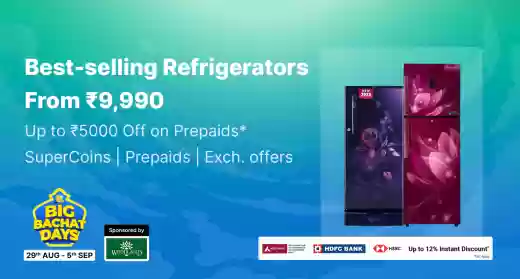 Best-selling Refrigerators
From ₹9,990
Up to ₹5000 Off on Prepaids*
SuperCoins | Prepaids | Exch. offers
BIG
BACHAT
DAYS
29th AUG - 5th SEP
Sponsored by
HDFC BANK
HSBC
Up to 12% Instant Discount*